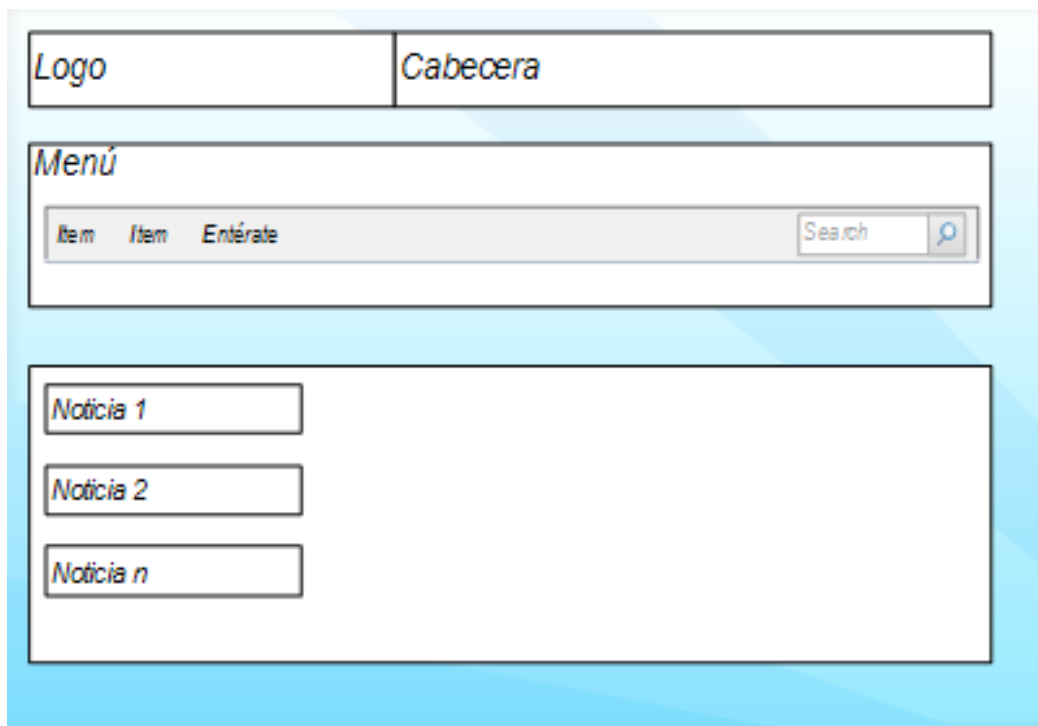 Logo
Cabecera
Menú
Item Item Entérate Search
Noticia 1
Noticia 2
Noticia n